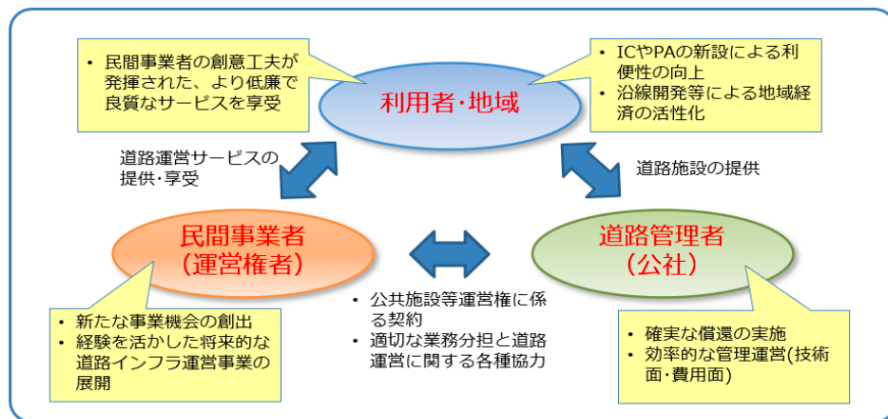 • 民間事業者の創意工夫が
発揮された、より低廉で
良質なサービスを享受
利用者･地域
• ICやPAの新設による利
便性の向上
• 沿線開発等による地域経
済の活性化
道路運営サービスの
提供･享受
道路施設の提供
民間事業者
（運営権者）
道路管理者
（公社）
• 新たな事業機会の創出
• 経験を活かした将来的な
道路インフラ運営事業の
展開
• 公共施設等運営権に係
る契約
• 適切な業務分担と道路
運営に関する各種協力
• 確実な償還の実施
• 効率的な管理運営(技術
面･費用面)